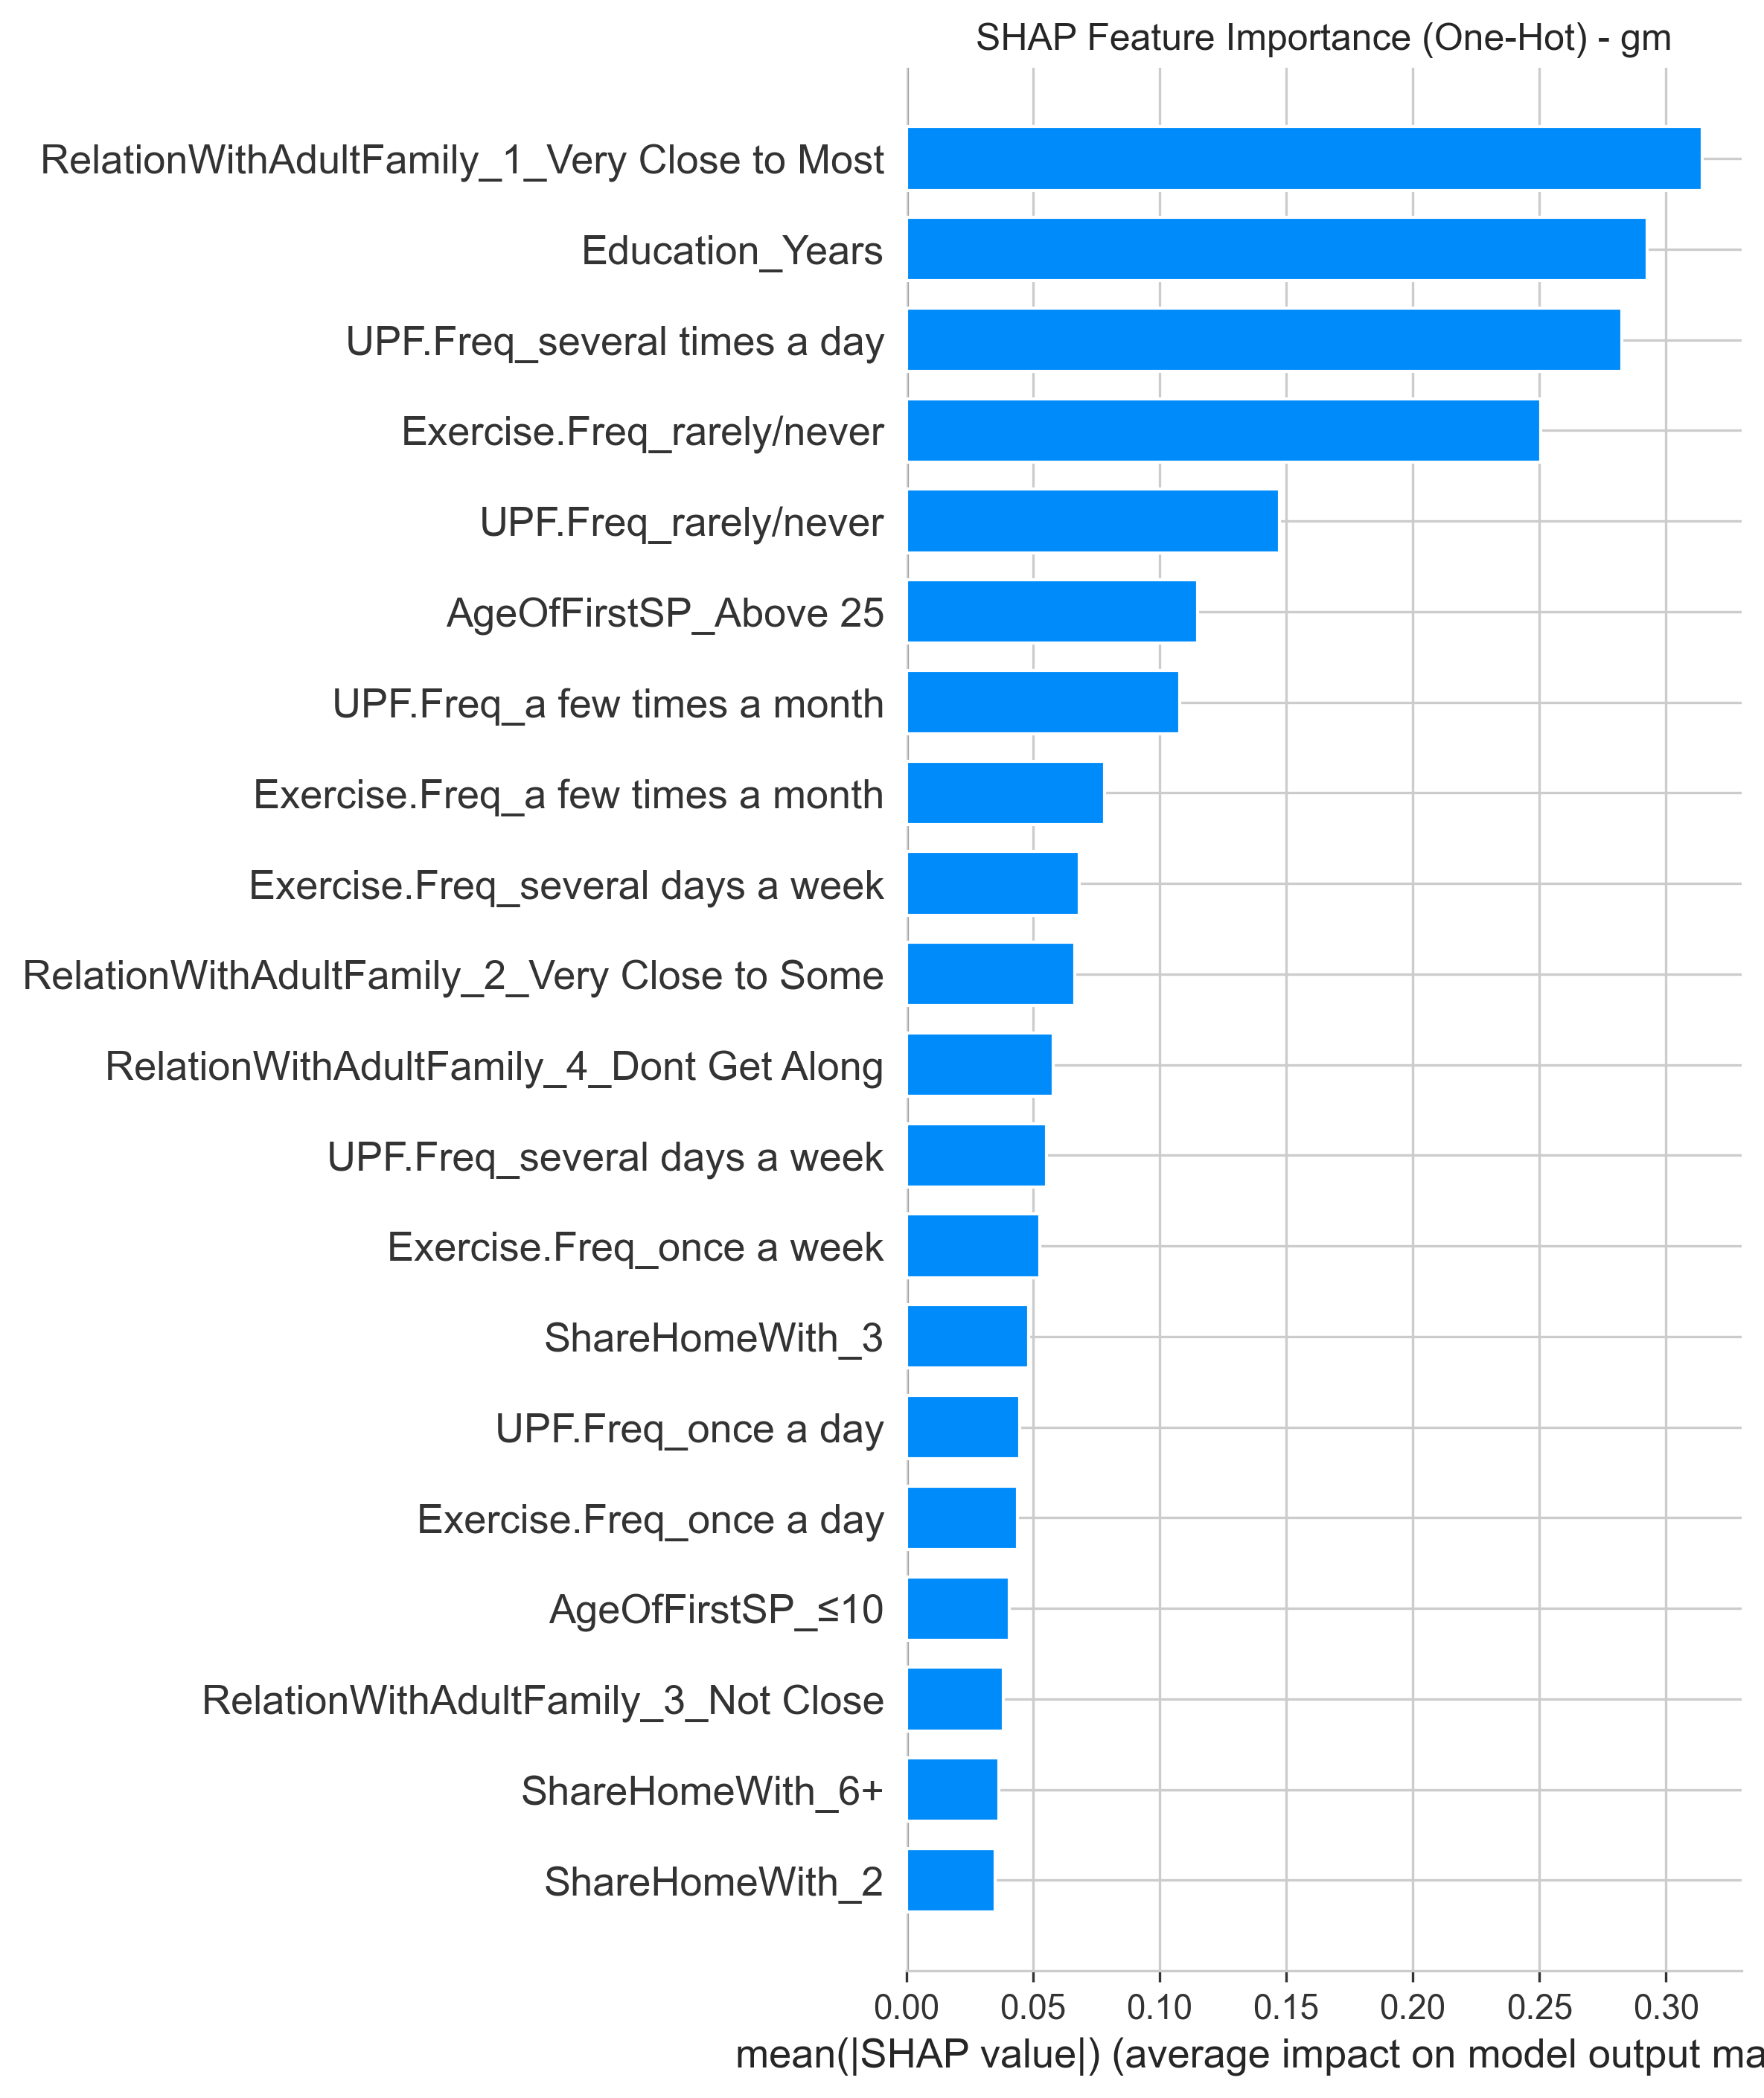 SHAP Feature Importance (One-Hot) - gm
RelationWithAdultFamily_1_Very Close to Most
Education_Years
UPF.Freq_several times a day
Exercise.Freq_rarely/never
UPF.Freq_rarely/never
AgeOfFirstSP_Above 25
UPF.Freq_a few times a month
Exercise.Freq_a few times a month
Exercise.Freq_several days a week
RelationWithAdultFamily_2_Very Close to Some
RelationWithAdultFamily_4_Dont Get Along
UPF.Freq_several days a week
Exercise.Freq_once a week
ShareHomeWith_3
UPF.Freq_once a day
Exercise.Freq_once a day
AgeOfFirstSP_≤10
RelationWithAdultFamily_3_Not Close
ShareHomeWith_6+
ShareHomeWith_2
0.00 0.05 0.10 0.15 0.20 0.25 0.30
mean(|SHAP value|) (average impact on model output ma